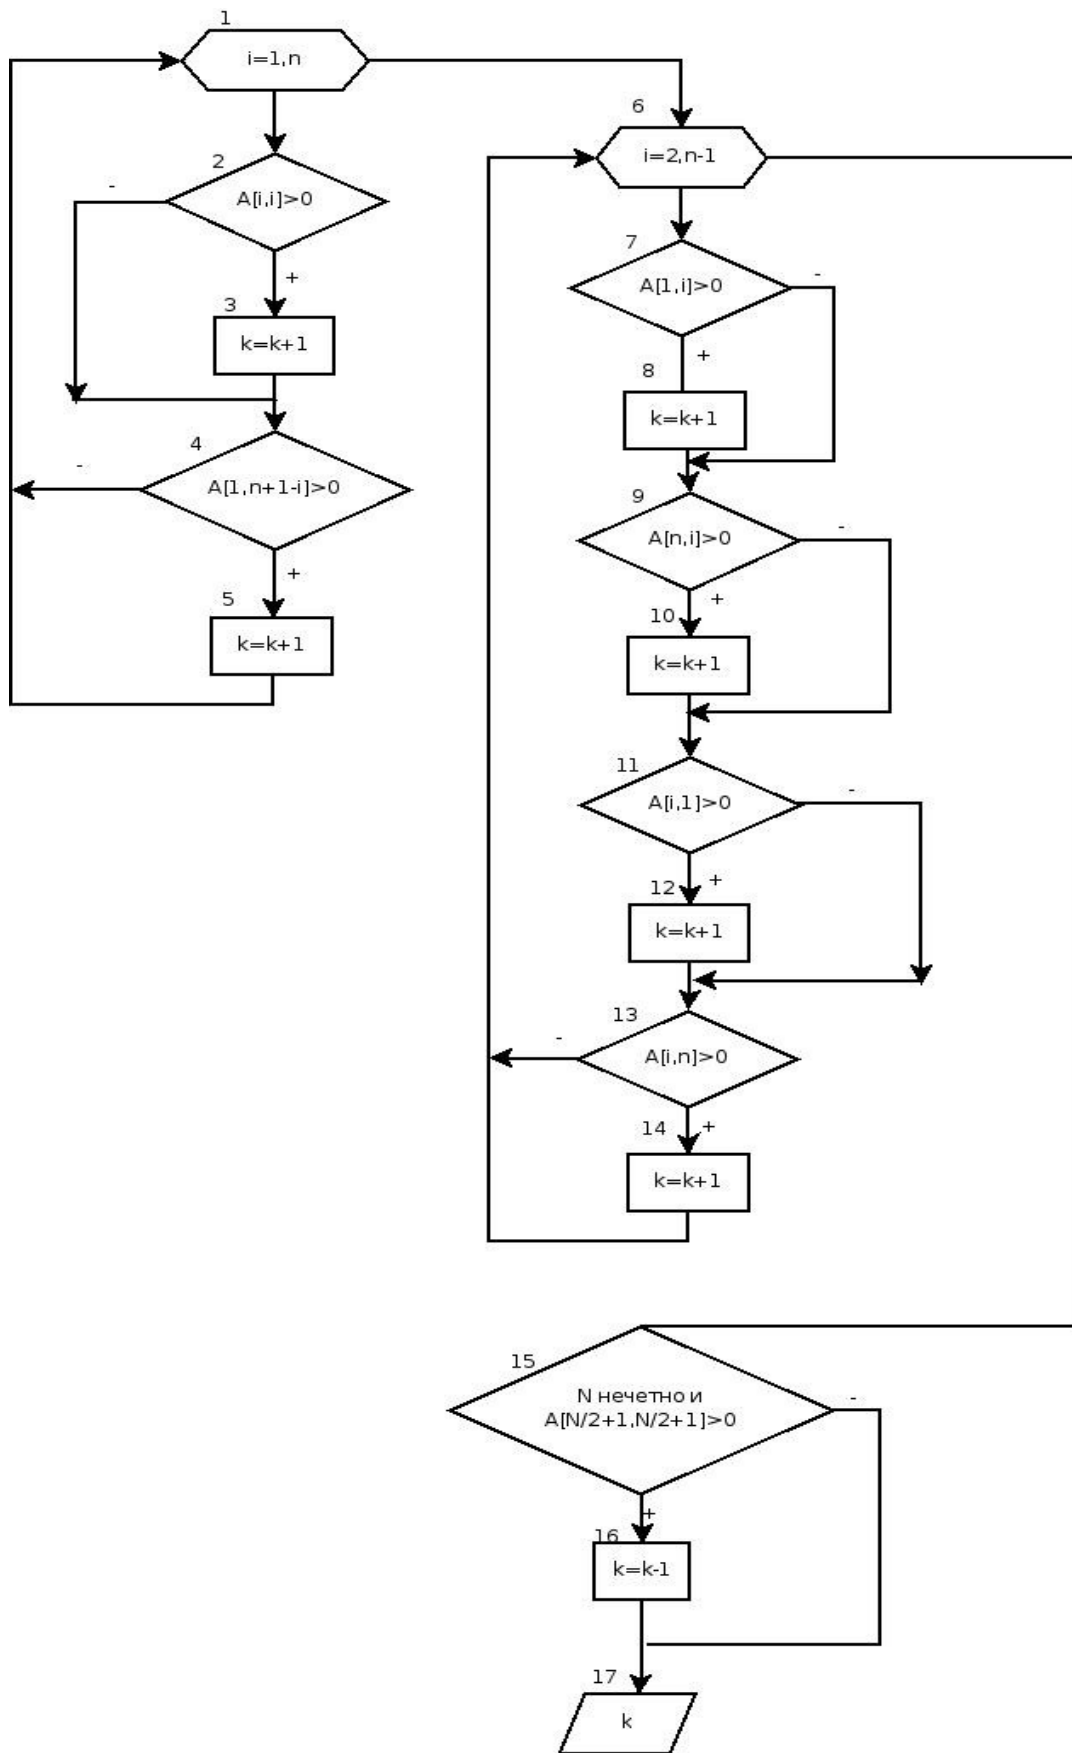 1
i=1,n
2
A[i,i]>0
-
+
3
k=k+1
4
A[1,n+1-i]>0
-
+
5
k=k+1
6
i=2,n-1
7
A[1,i]>0
-
+
8
k=k+1
9
A[n,i]>0
-
+
10
k=k+1
11
A[i,1]>0
-
+
12
k=k+1
13
A[i,n]>0
-
+
14
k=k+1
15
N нечетно и
A[N/2+1,N/2+1]>0
-
+
16
k=k-1
17
k